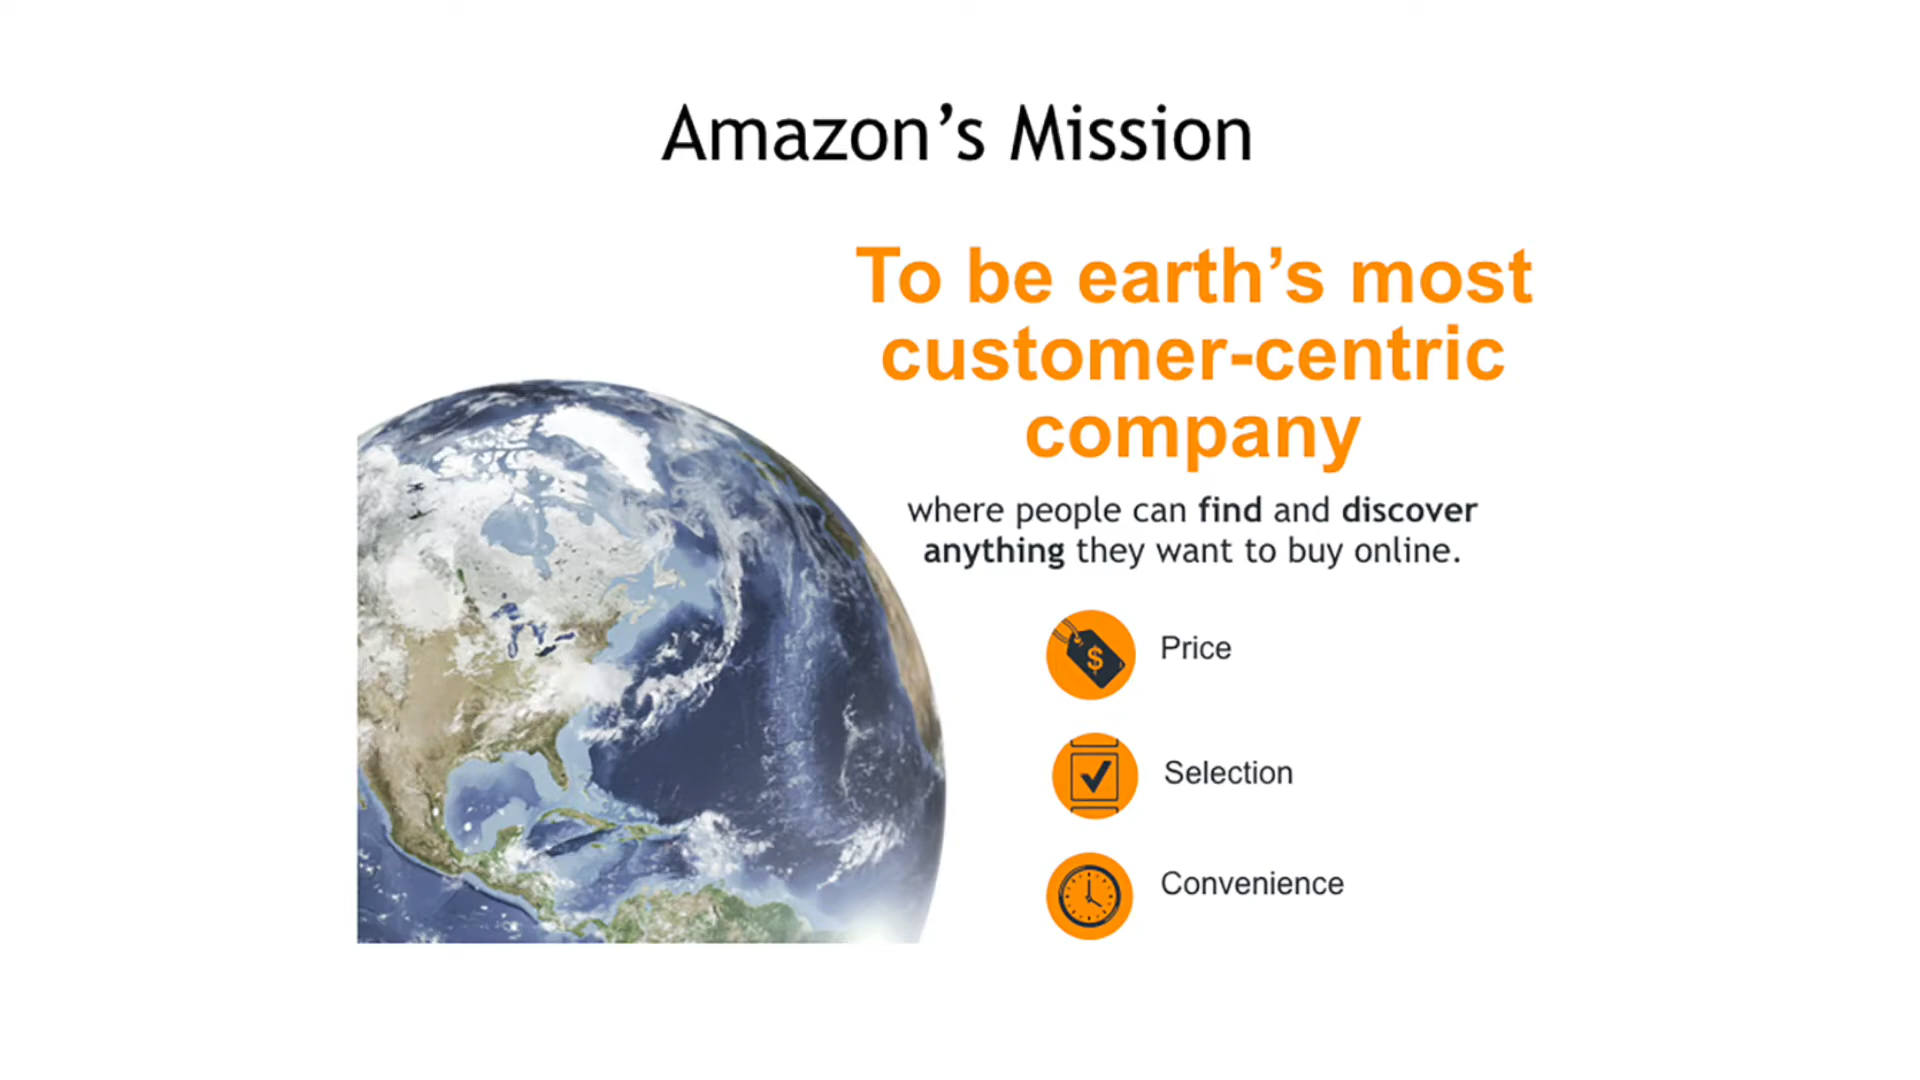 Amazon’s Mission
To be earth’s most
customer-centric
company
where people can find and discover
anything they want to buy online.
$
Price
Selection
Convenience